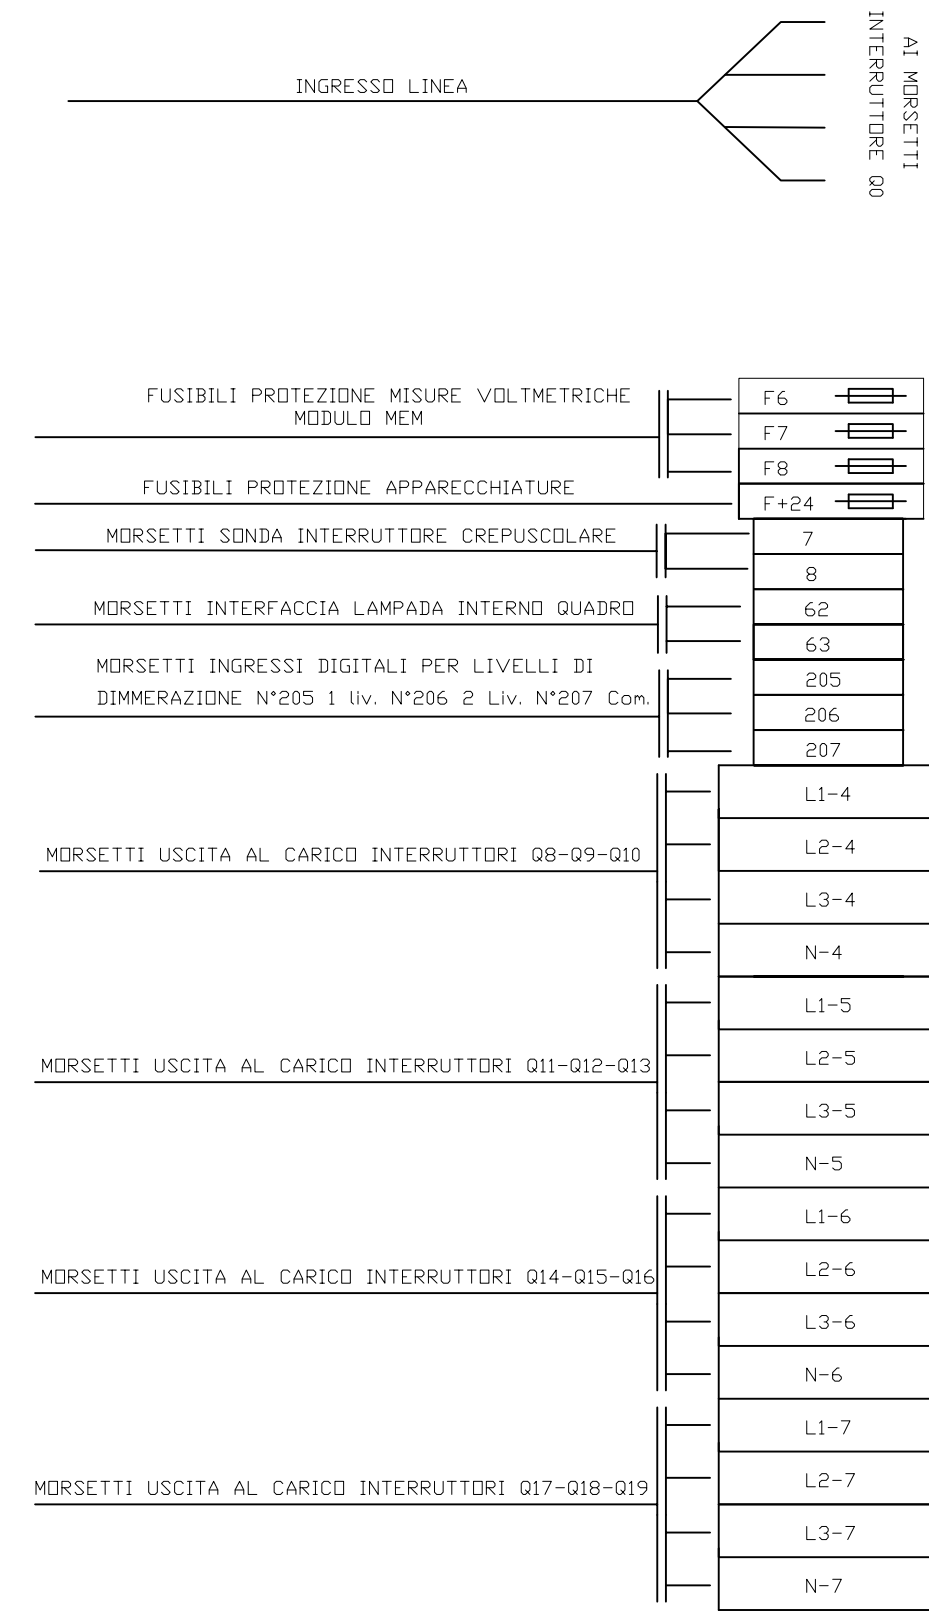 AI MORSETTI
INTERRUTTORE Q0
INGRESSO LINEA
FUSIBILI PROTEZIONE MISURE VOLTMETRICHE
MODULO MEM
F6
F7
F8
FUSIBILI PROTEZIONE APPARECCHIATURE
F+24
MORSETTI SONDA INTERRUTTORE CREPUSCOLARE
7
8
MORSETTI INTERFACCIA LAMPADA INTERNO QUADRO
62
63
MORSETTI INGRESSI DIGITALI PER LIVELLI DI
DIMMERAZIONE N°205 1 liv. N°206 2 Liv. N°207 Com.
205
206
207
MORSETTI USCITA AL CARICO INTERRUTTORI Q8-Q9-Q10
L1-4
L2-4
L3-4
N-4
MORSETTI USCITA AL CARICO INTERRUTTORI Q11-Q12-Q13
L1-5
L2-5
L3-5
N-5
MORSETTI USCITA AL CARICO INTERRUTTORI Q14-Q15-Q16
L1-6
L2-6
L3-6
N-6
MORSETTI USCITA AL CARICO INTERRUTTORI Q17-Q18-Q19
L1-7
L2-7
L3-7
N-7